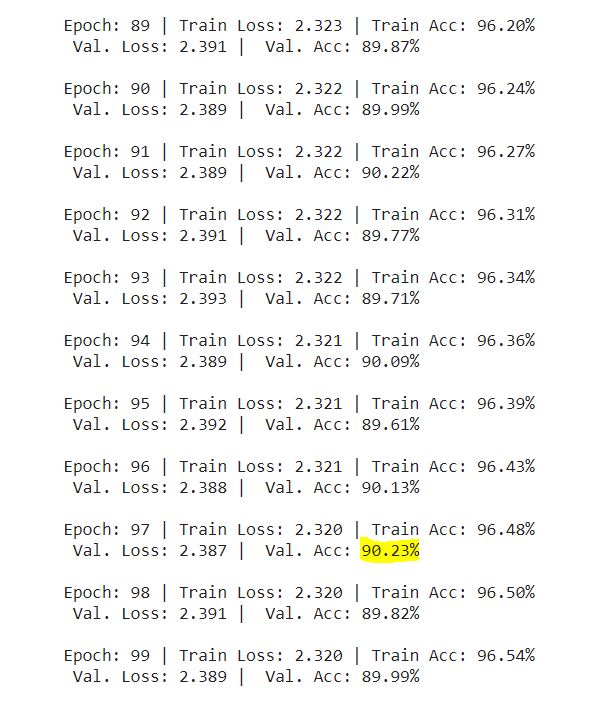 Epoch: 89 | Train Loss: 2.323 | Train Acc: 96.20%
Val. Loss: 2.391 | Val. Acc: 89.87%
Epoch: 90 | Train Loss: 2.322 | Train Acc: 96.24%
Val. Loss: 2.389 | Val. Acc: 89.99%
Epoch: 91 | Train Loss: 2.322 | Train Acc: 96.27%
Val. Loss: 2.389 | Val. Acc: 90.22%
Epoch: 92 | Train Loss: 2.322 | Train Acc: 96.31%
Val. Loss: 2.391 | Val. Acc: 89.77%
Epoch: 93 | Train Loss: 2.322 | Train Acc: 96.34%
Val. Loss: 2.393 | Val. Acc: 89.71%
Epoch: 94 | Train Loss: 2.321 | Train Acc: 96.36%
Val. Loss: 2.389 | Val. Acc: 90.09%
Epoch: 95 | Train Loss: 2.321 | Train Acc: 96.39%
Val. Loss: 2.392 | Val. Acc: 89.61%
Epoch: 96 | Train Loss: 2.321 | Train Acc: 96.43%
Val. Loss: 2.388 | Val. Acc: 90.13%
Epoch: 97 | Train Loss: 2.320 | Train Acc: 96.48%
Val. Loss: 2.387 | Val. Acc: 90.23%
Epoch: 98 | Train Loss: 2.320 | Train Acc: 96.50%
Val. Loss: 2.391 | Val. Acc: 89.82%
Epoch: 99 | Train Loss: 2.320 | Train Acc: 96.54%
Val. Loss: 2.389 | Val. Acc: 89.99%